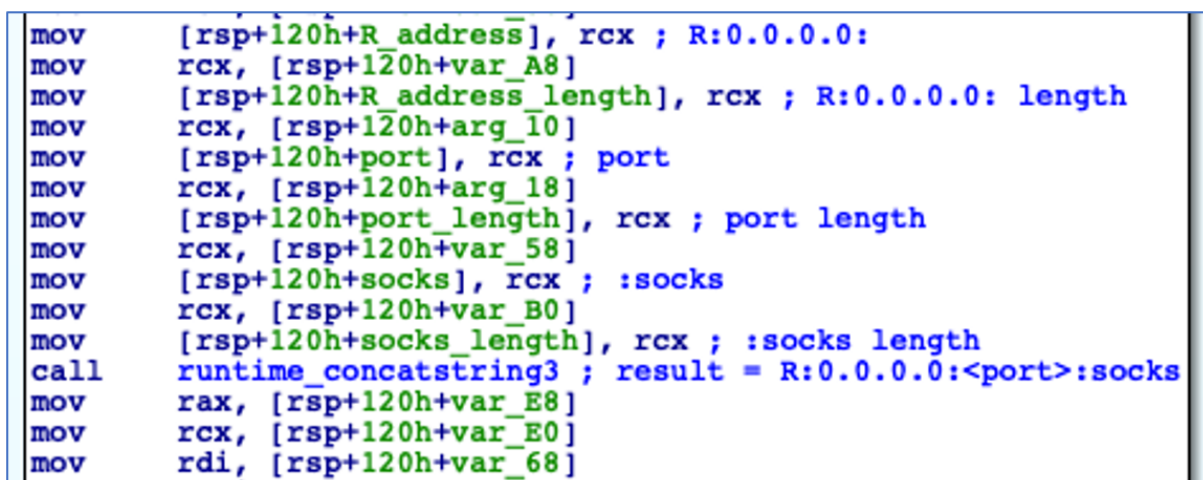 mov [rsp+120h+R_address], rcx ; R:0.0.0.0:
mov rcx, [rsp+120h+var_A8]
mov [rsp+120h+R_address_length], rcx ; R:0.0.0.0: length
mov rcx, [rsp+120h+arg_10]
mov [rsp+120h+port], rcx ; port
mov rcx, [rsp+120h+arg_18]
mov [rsp+120h+port_length], rcx ; port length
mov rcx, [rsp+120h+var_58]
mov [rsp+120h+socks], rcx ; :socks
mov rcx, [rsp+120h+var_B0]
mov [rsp+120h+socks_length], rcx ; :socks length
call runtime_concatstring3 ; result = R:0.0.0.0:<port>:socks
mov rax, [rsp+120h+var_E8]
mov rcx, [rsp+120h+var_E0]
mov rdi, [rsp+120h+var_68]